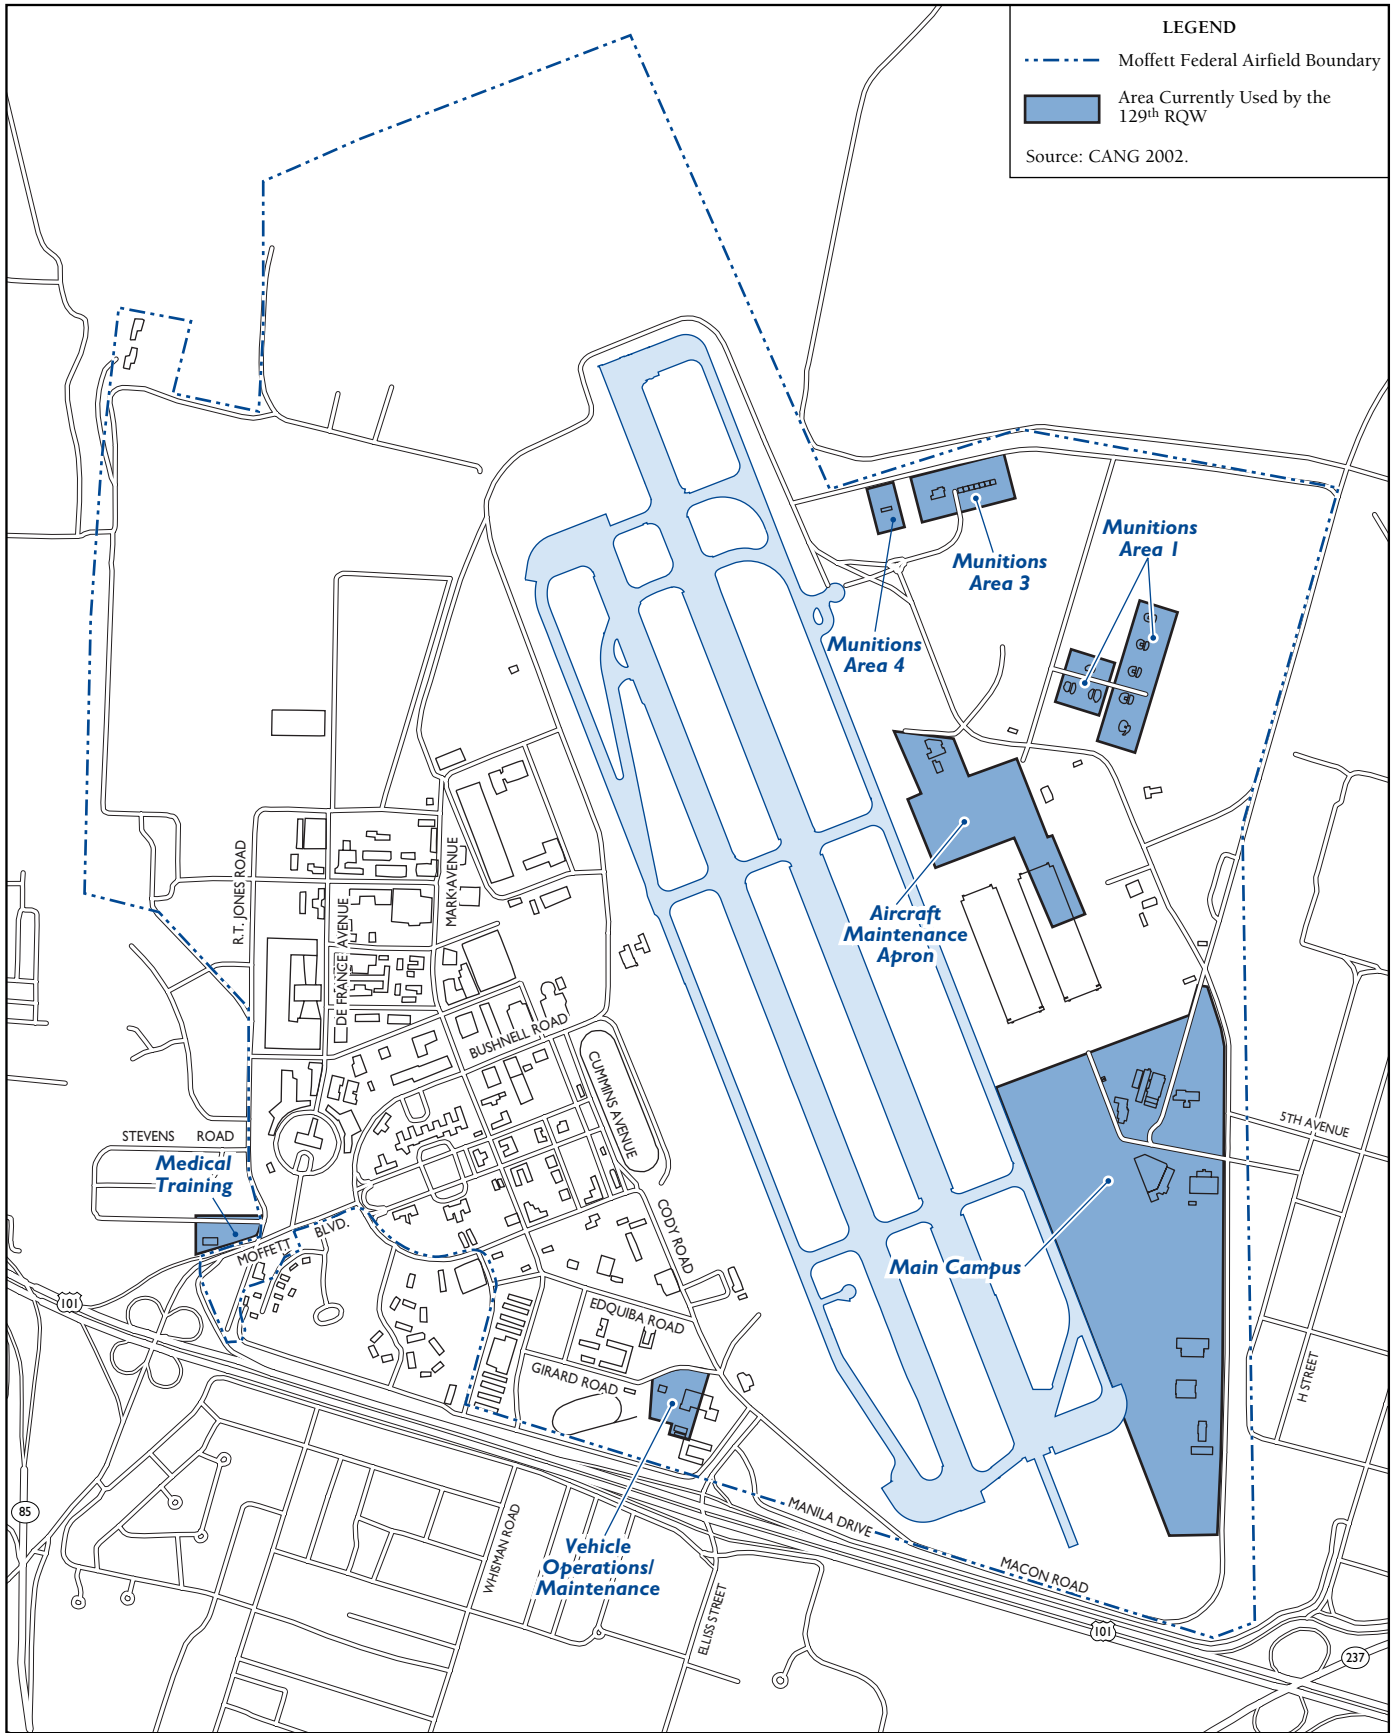 LEGEND
Moffett Federal Airfield Boundary
Area Currently Used by the
129th RQW
Source: CANG 2002.
Munitions
Area 1
Munitions
Area 3
Munitions
Area 4
R.T. JONES ROAD
DE FRANCE AVENUE
MARK AVENUE
Aircraft
Maintenance
Apron
BUSHNELL ROAD
CUMMINS AVENUE
STEVENS ROAD
5TH AVENUE
Medical
Training
MOFFETT BLVD.
CODY ROAD
Main Campus
101
EDQUIBA ROAD
GIRARD ROAD
H STREET
85
MANILA DRIVE
WHISMAN ROAD
Vehicle
Operations/
Maintenance
MACON ROAD
ELLISS STREET
101
237